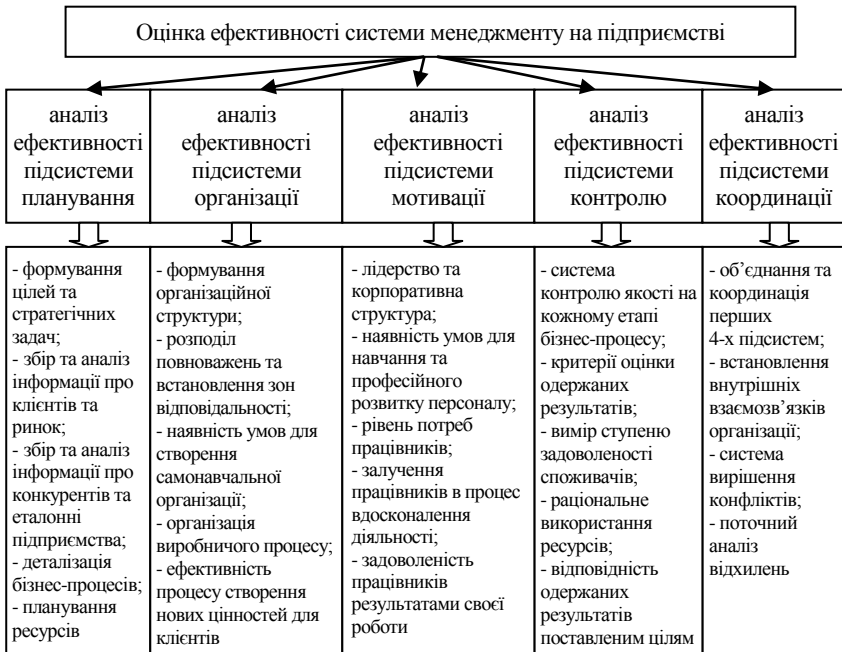 Оцінка ефективності системи менеджменту на підприємстві
аналіз
ефективності
підсистеми
планування
аналіз
ефективності
підсистеми
організації
аналіз
ефективності
підсистеми
мотивації
аналіз
ефективності
підсистеми
контролю
аналіз
ефективності
підсистеми
координації
- формування
цілей та
стратегічних
задач;
- збір та аналіз
інформації про
клієнтів та
ринок;
- збір та аналіз
інформації про
конкурентів та
еталонні
підприємства;
- деталізація
бізнес-процесів;
- планування
ресурсів
- формування
організаційної
структури;
- розподіл
повноважень та
встановлення зон
відповідальності;
- наявність умов для
створення
самонавчальної
організації;
- організація
виробничого процесу;
- ефективність
процесу створення
нових цінностей для
клієнтів
- лідерство та
корпоративна
структура;
- наявність умов для
навчання та
професійного
розвитку персоналу;
- рівень потреб
працівників;
- залучення
працівників в процес
вдосконалення
діяльності;
- задоволеність
працівників
результатами своєї
роботи
- система
контролю якості на
кожному етапі
бізнес-процесу;
- критерії оцінки
одержаних
результатів;
- вимір ступеню
задоволеності
споживачів;
- раціональне
використання
ресурсів;
- відповідність
одержаних
результатів
поставленим цілям
- об’єднання та
координація
перших
4-х підсистем;
- встановлення
внутрішніх
взаємозв’язків
організації;
- система
вирішення
конфліктів;
- поточний
аналіз
відхилень